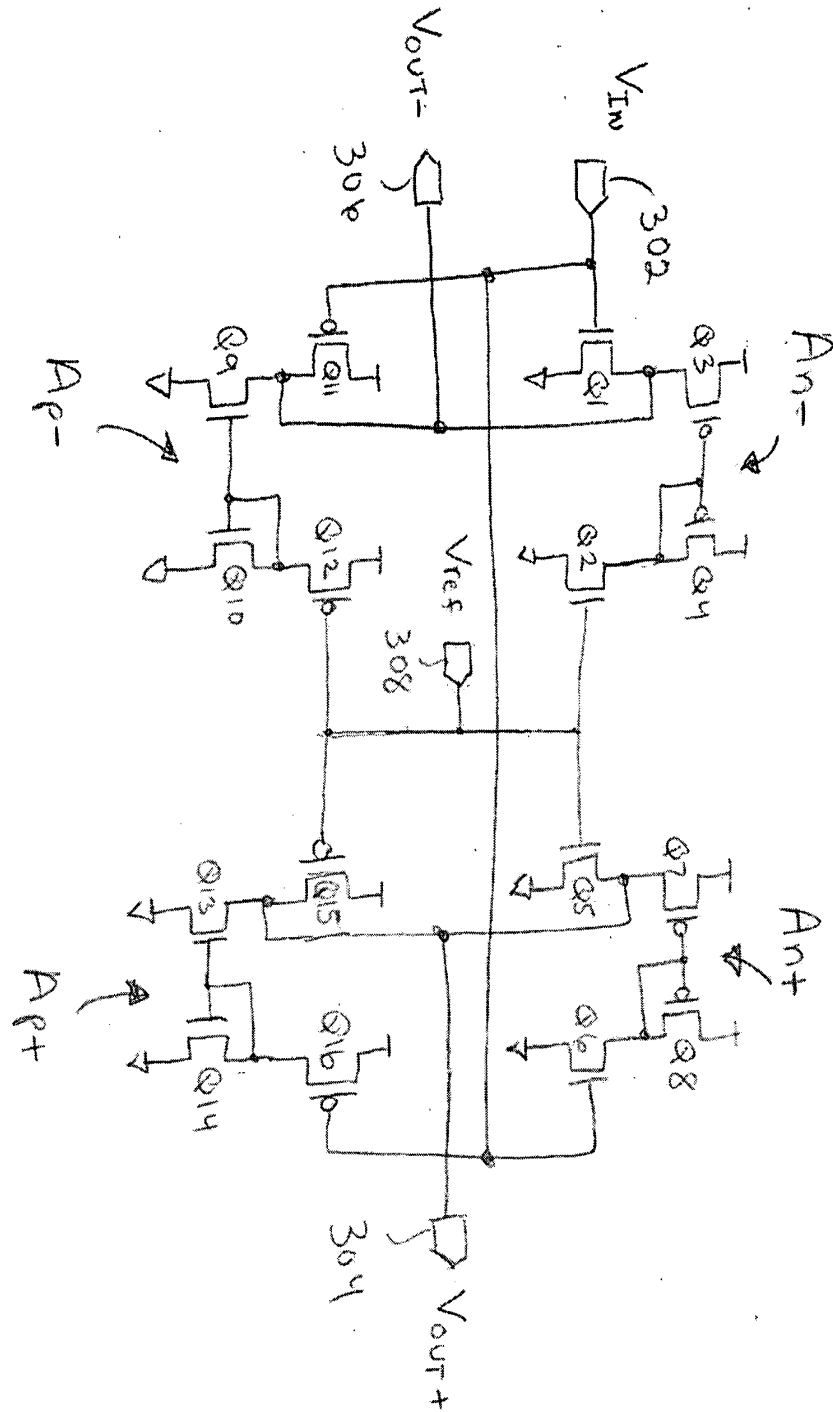 An-
An+
Q3
Q4
Q7
Q8
302
VIN
Q1
Q2
Q5
Q6
Vref
308
VOUT-
306
304
VOUT+
Q11
Q12
Q15
Q16
Q9
Q10
Q13
Q14
Ap-
Ap+